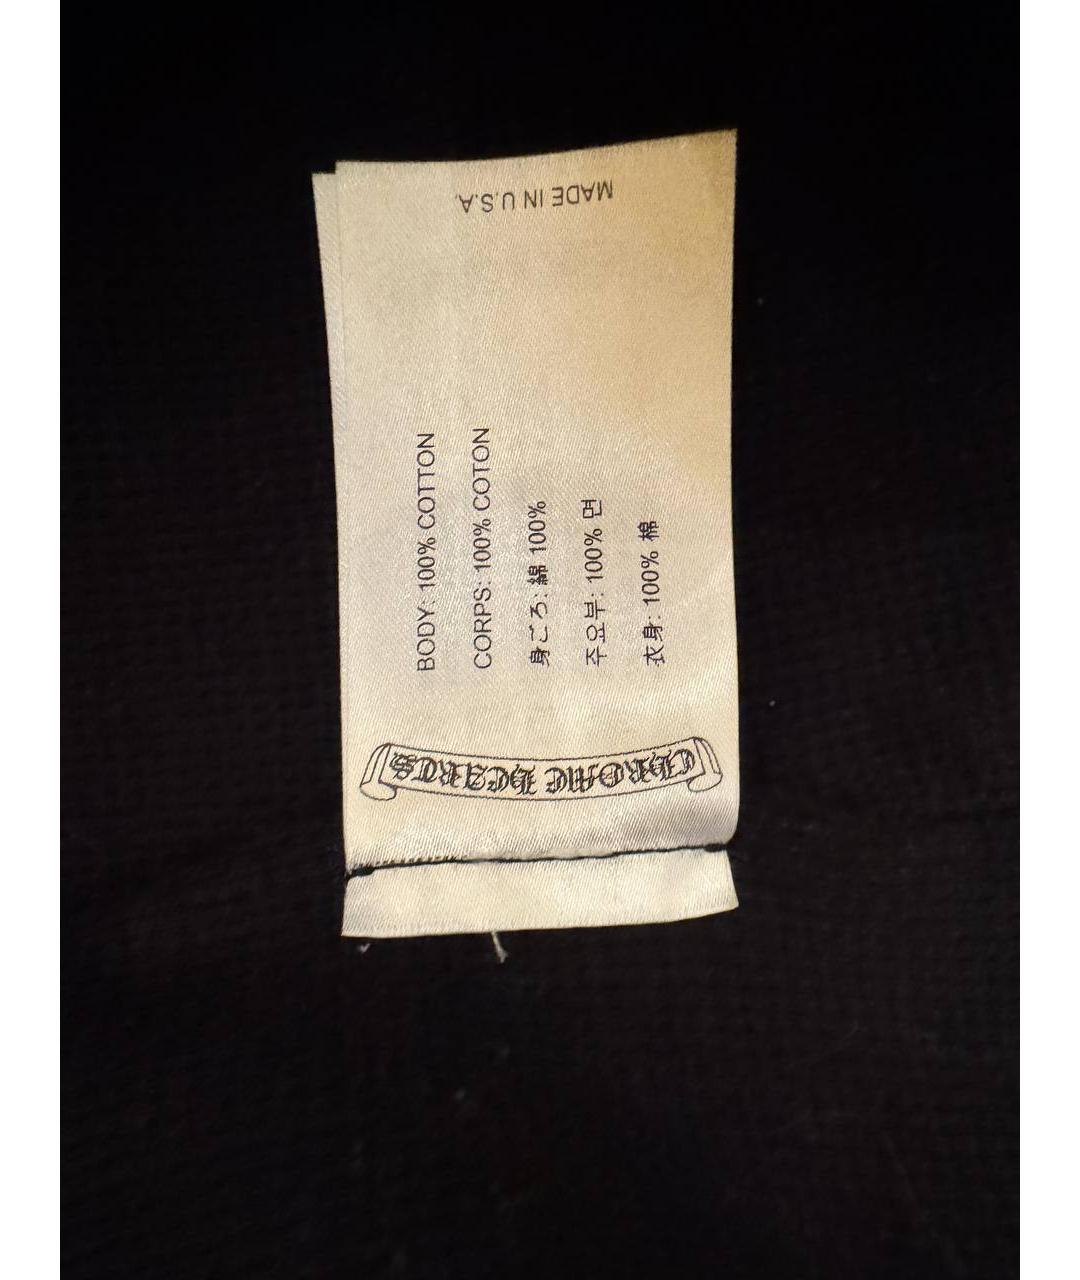 CHROME HEARTS
BODY: 100% COTTON
CORPS: 100% COTON
身ごろ: 綿 100%
주요부: 100% 면
衣身: 100% 棉
MADE IN U.S.A.